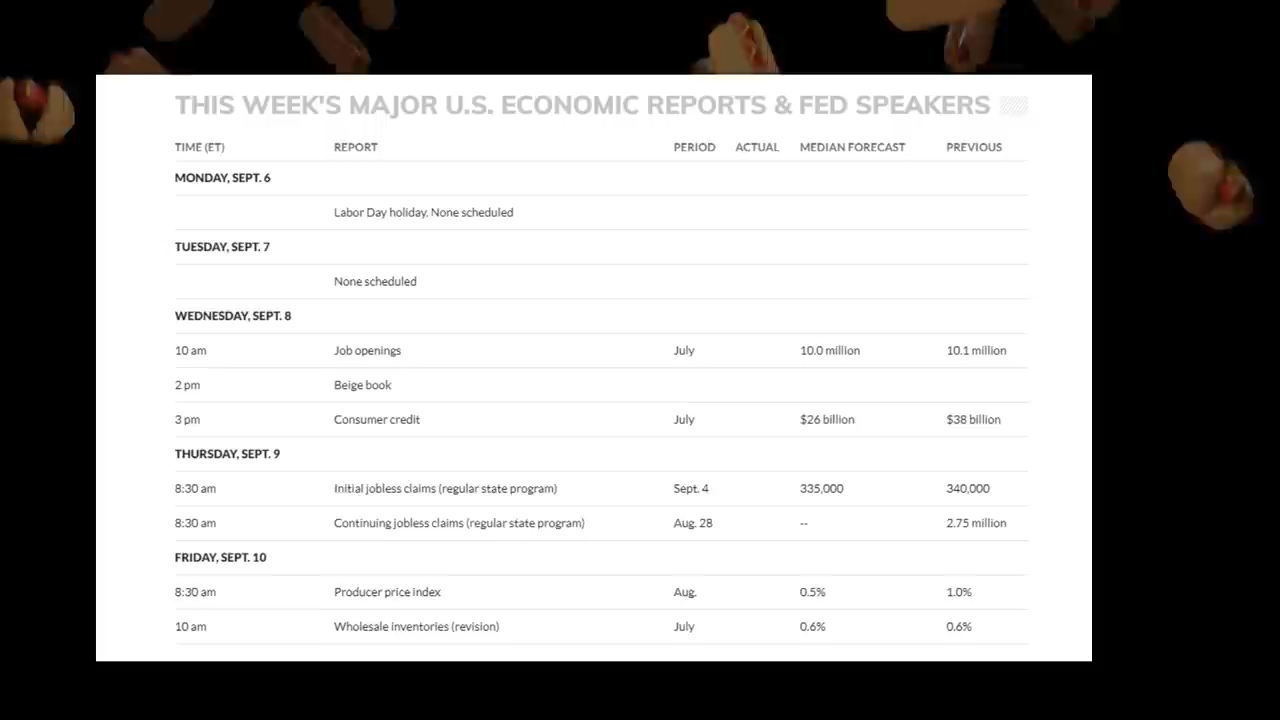 THIS WEEK'S MAJOR U.S. ECONOMIC REPORTS & FED SPEAKERS
TIME (ET) REPORT PERIOD ACTUAL MEDIAN FORECAST PREVIOUS
MONDAY, SEPT. 6
Labor Day holiday. None scheduled
TUESDAY, SEPT. 7
None scheduled
WEDNESDAY, SEPT. 8
10 am Job openings July 10.0 million 10.1 million
2 pm Beige book
3 pm Consumer credit July $26 billion $38 billion
THURSDAY, SEPT. 9
8:30 am Initial jobless claims (regular state program) Sept. 4 335,000 340,000
8:30 am Continuing jobless claims (regular state program) Aug. 28 -- 2.75 million
FRIDAY, SEPT. 10
8:30 am Producer price index Aug. 0.5% 1.0%
10 am Wholesale inventories (revision) July 0.6% 0.6%